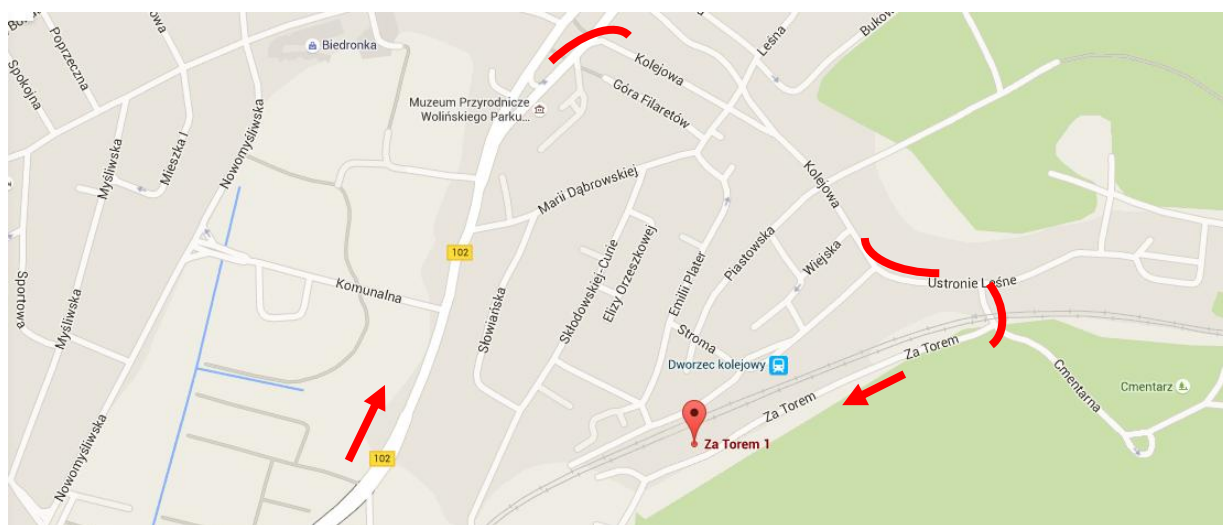 Poprzeczna
Spokojna
Biedronka
Leśna
Bukow
Kolejowa
Muzeum Przyrodnicze
Wolińskiego Parku...
Góra Filaretów
Myśliwska
Mieszka I
Nowomyśliwska
Marii Dąbrowskiej
Kolejowa
102
Komunalna
Skłodowskiej-Curie
Elizy Orzeszkowej
Emilii Plater
Piastowska
Wiejska
Ustronie Leśne
Sportowa
Myśliwska
Słowiańska
Stroma
Dworzec kolejowy
Za Torem
Cmentarna
Cmentarz
Za Torem
Za Torem 1
102
Nowomyśliwska